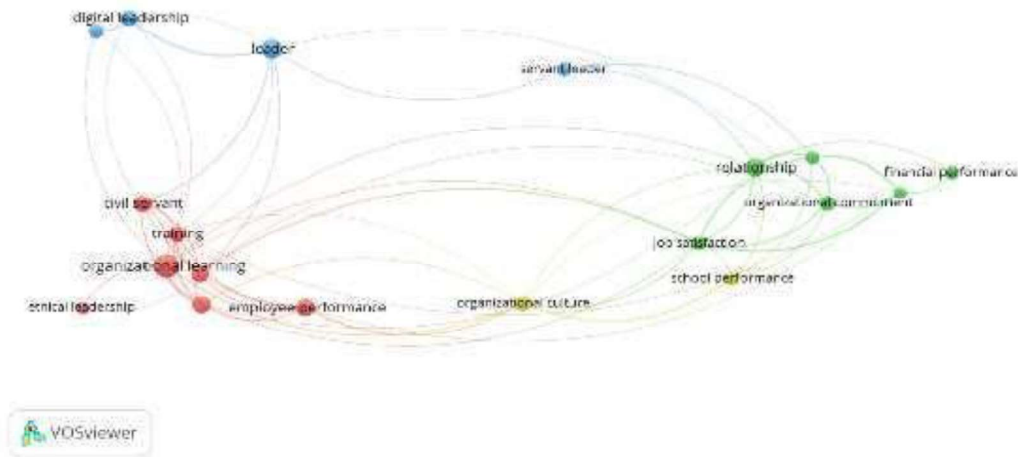 digital leadership
leader
servant leader
relationship
financial performance
civil servant
organizational commitment
training
job satisfaction
organizational learning
school performance
ethical leadership
employee performance
organizational culture
VOSviewer